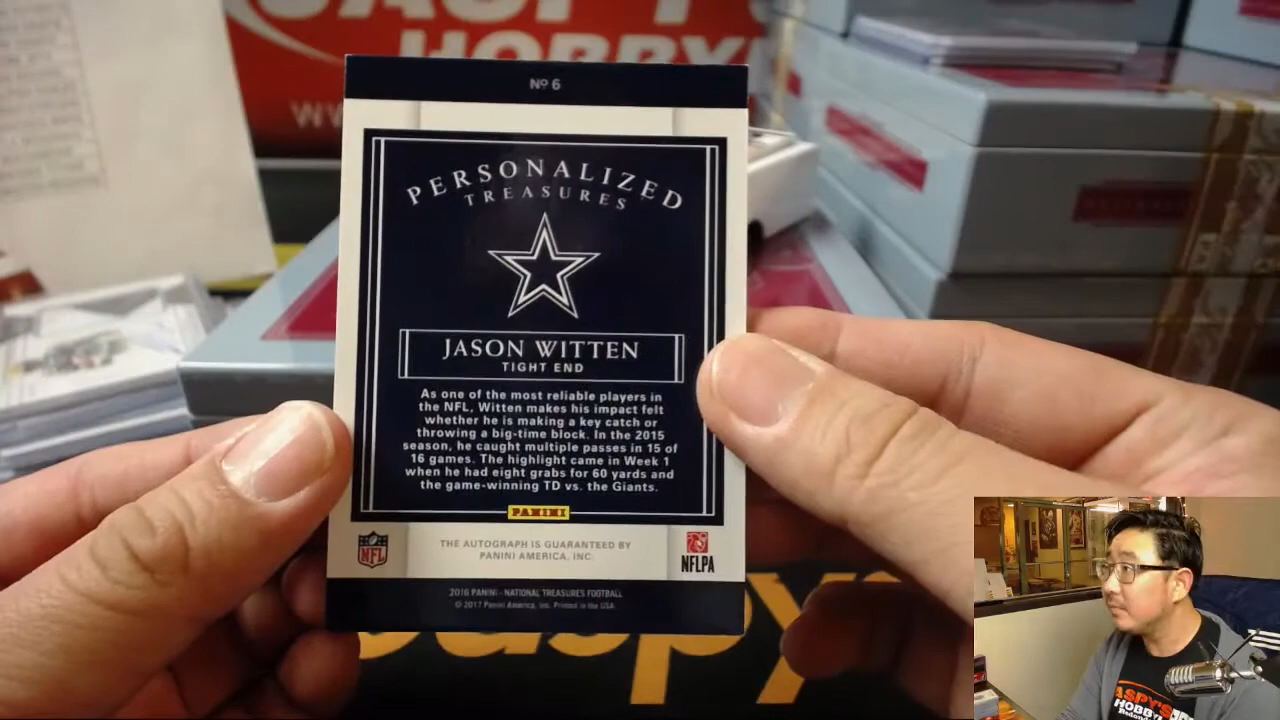 HOBBY
WW
Nº 6
PERSONALIZED
TREASURES
JASON WITTEN
TIGHT END
As one of the most reliable players in
the NFL, Witten makes his impact felt
whether he is making a key catch or
throwing a big-time block. In the 2015
season, he caught multiple passes in 15 of
16 games. The highlight came in Week 1
when he had eight grabs for 60 yards and
the game-winning TD vs. the Giants.
PANINI
NFL
THE AUTOGRAPH IS GUARANTEED BY
PANINI AMERICA, INC.
NFLPA
2016 PANINI - NATIONAL TREASURES FOOTBALL
© 2017 Panini America, Inc. Printed in the USA.
aspy
ASPY'S
HOBB